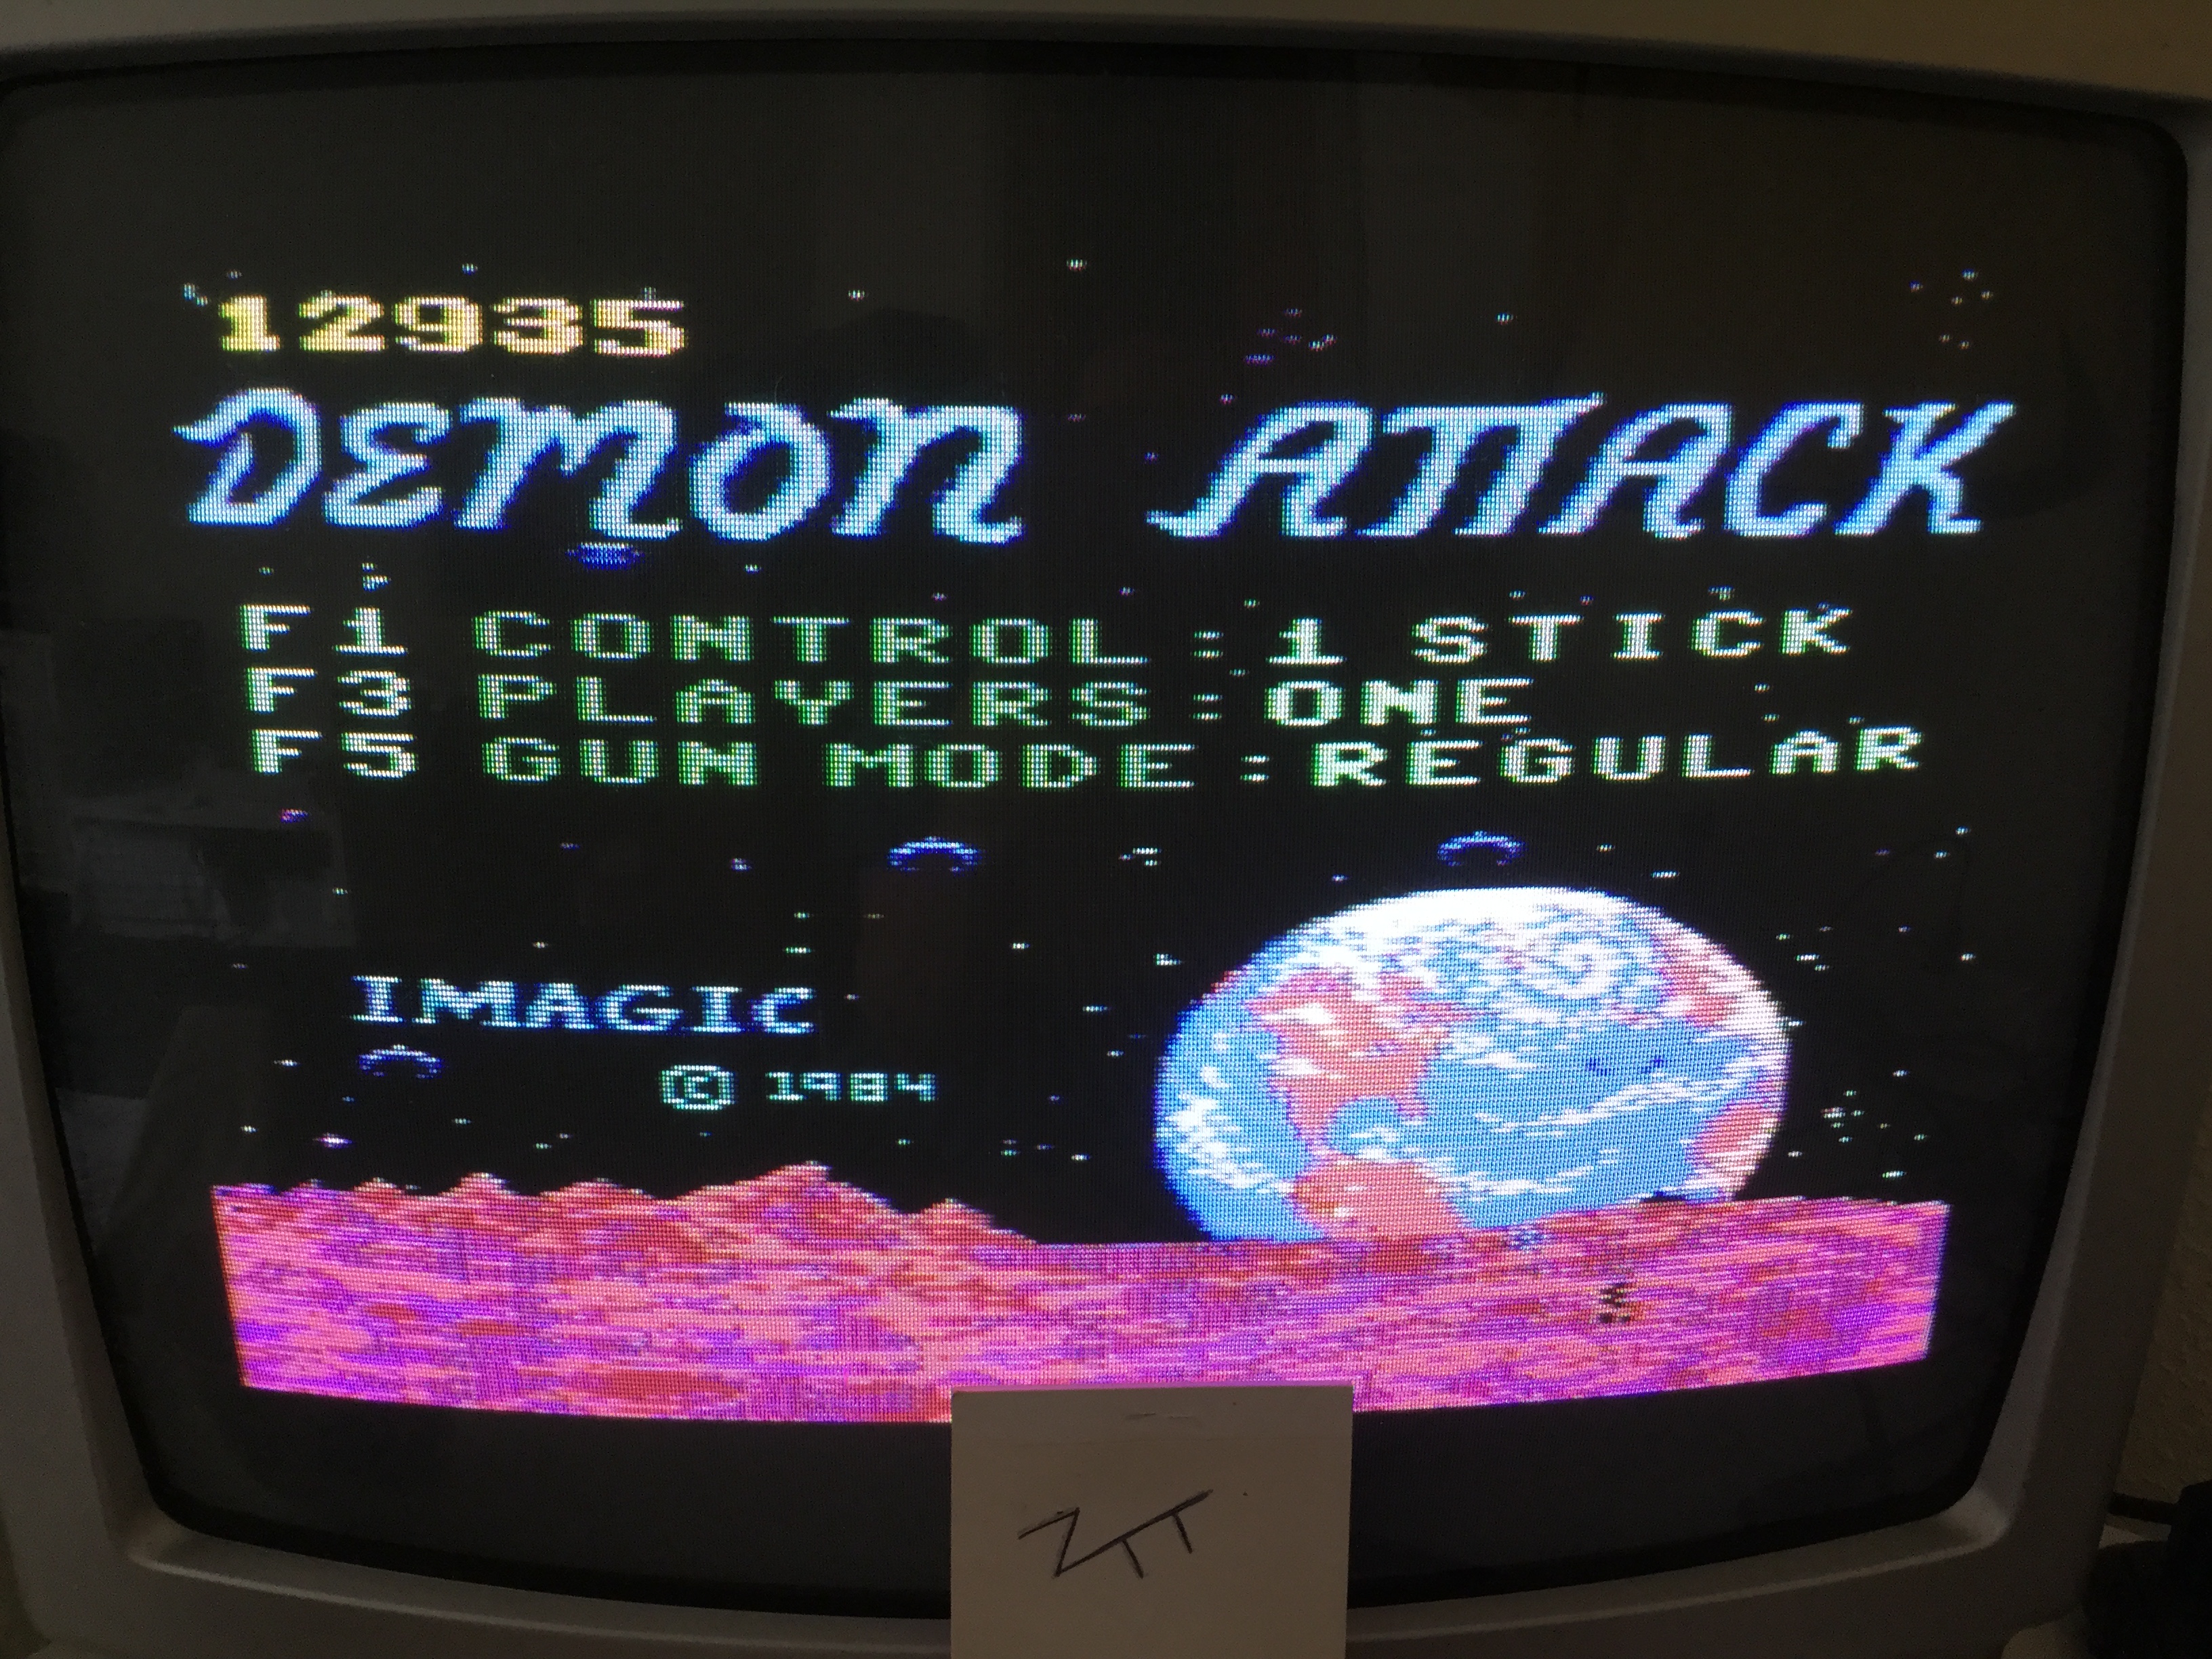 12935
DEMON ATTACK
F1 CONTROL:1 STICK
F3 PLAYERS:ONE
F5 GUN MODE:REGULAR
IMAGIC
© 1984
ZTT